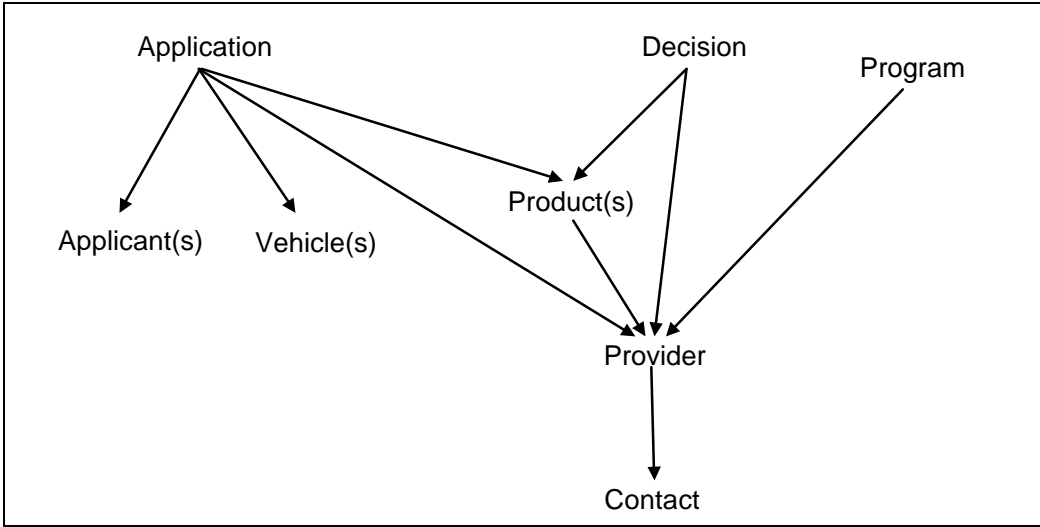 Application
Decision
Program
Product(s)
Applicant(s)
Vehicle(s)
Provider
Contact